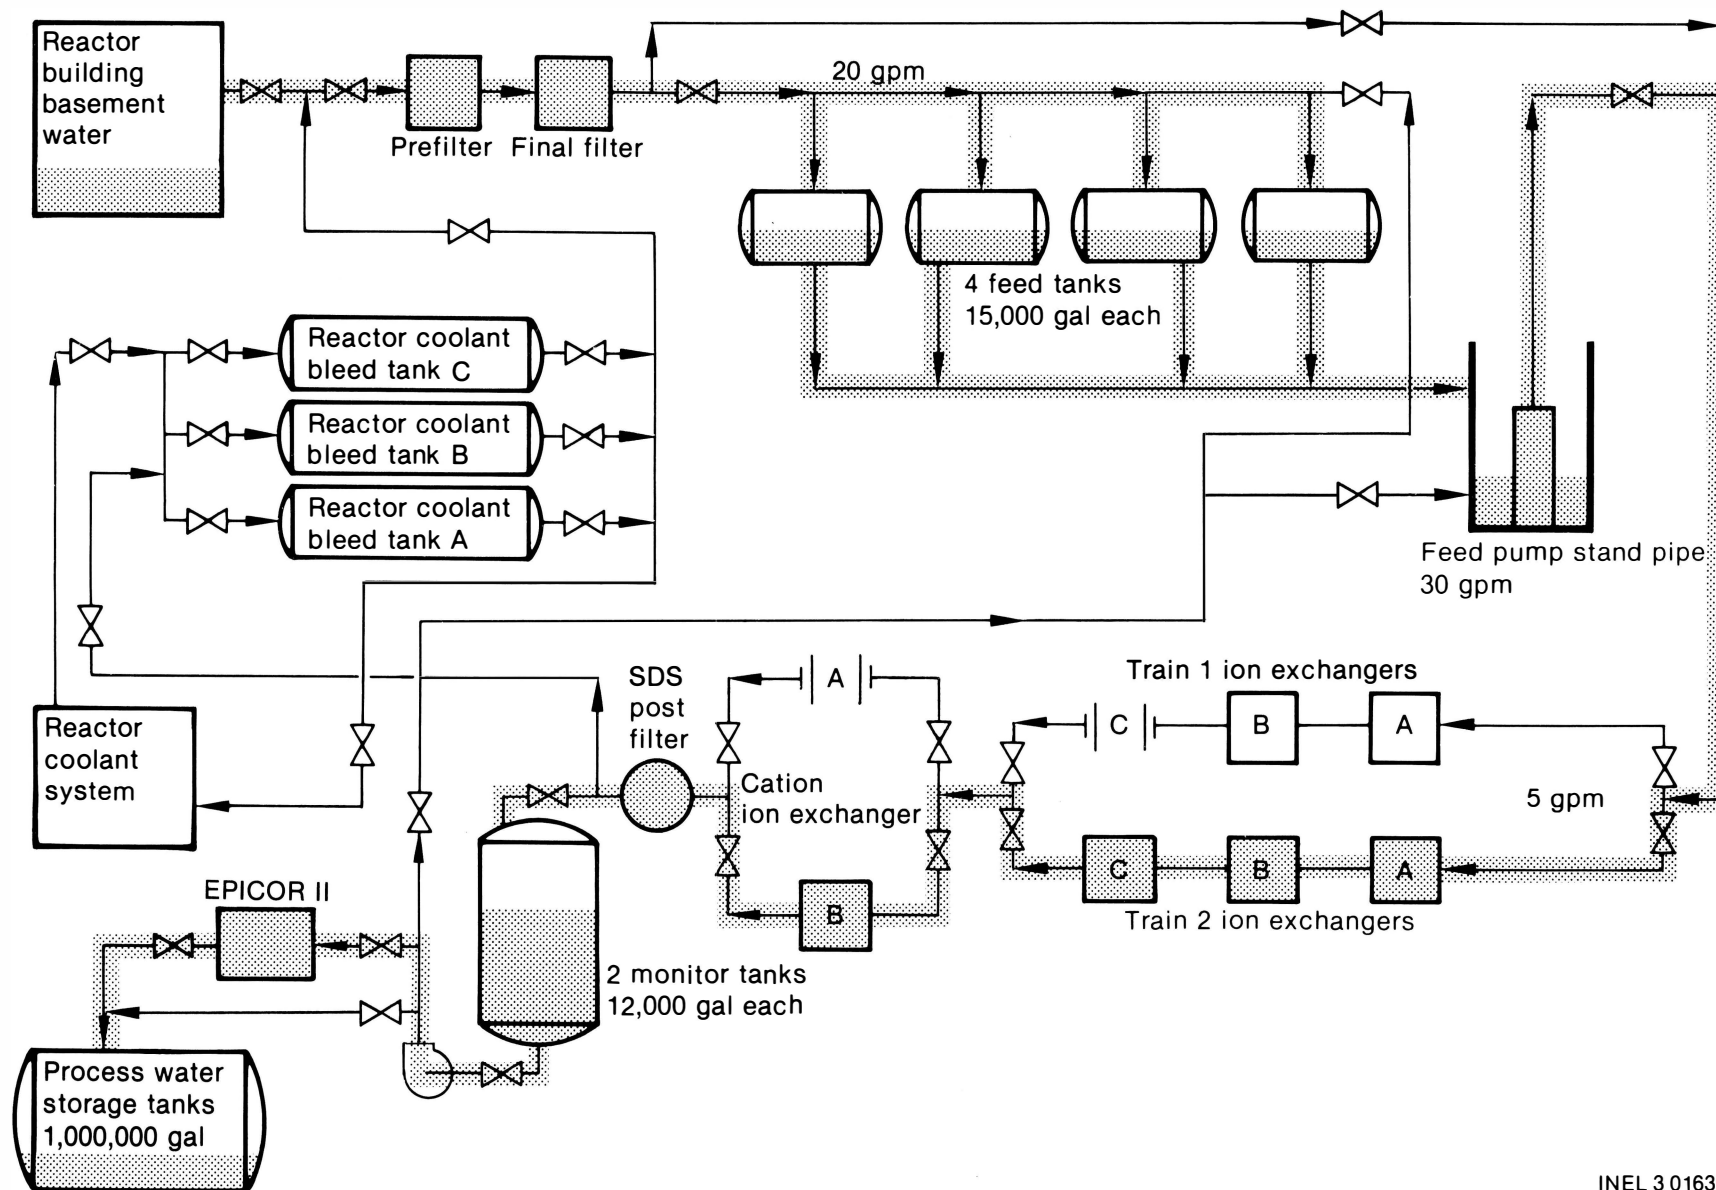 Reactor
building
basement
water
Prefilter
Final filter
20 gpm
4 feed tanks
15,000 gal each
Reactor coolant
bleed tank C
Reactor coolant
bleed tank B
Reactor coolant
bleed tank A
Feed pump stand pipe
30 gpm
Reactor
coolant
system
SDS
post
filter
A
Cation
ion exchanger
B
Train 1 ion exchangers
C
B
A
5 gpm
C
B
A
Train 2 ion exchangers
EPICOR II
2 monitor tanks
12,000 gal each
Process water
storage tanks
1,000,000 gal
INEL 3 0163